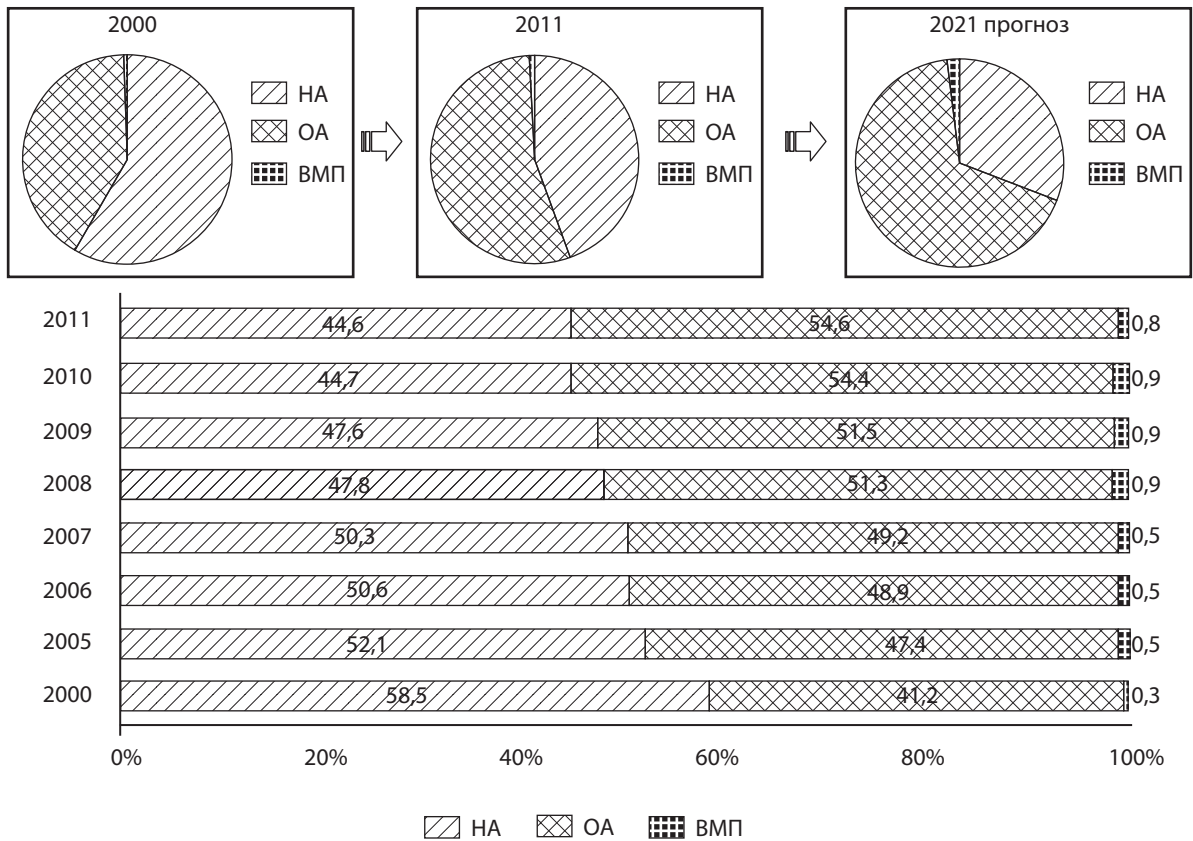 2000
НА
ОА
ВМП
2011
НА
ОА
ВМП
2021 прогноз
НА
ОА
ВМП
2011 44,6 54,6 0,8
2010 44,7 54,4 0,9
2009 47,6 51,5 0,9
2008 47,8 51,3 0,9
2007 50,3 49,2 0,5
2006 50,6 48,9 0,5
2005 52,1 47,4 0,5
2000 58,5 41,2 0,3
0% 20% 40% 60% 80% 100%
НА ОА ВМП